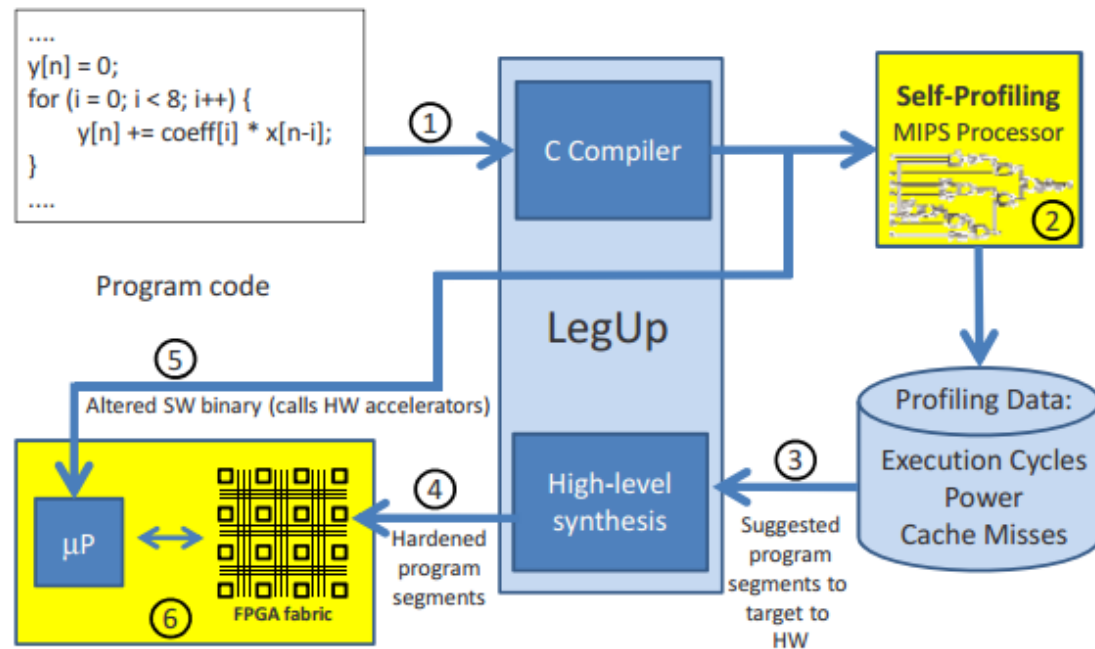 ....
y[n] = 0;
for (i = 0; i < 8; i++) {
y[n] += coeff[i] * x[n-i];
}
....
Program code
1
C Compiler
Self-Profiling
MIPS Processor
2
LegUp
Profiling Data:
Execution Cycles
Power
Cache Misses
3
Suggested
program
segments to
target to
HW
High-level
synthesis
4
Hardened
program
segments
5
Altered SW binary (calls HW accelerators)
μP
FPGA fabric
6